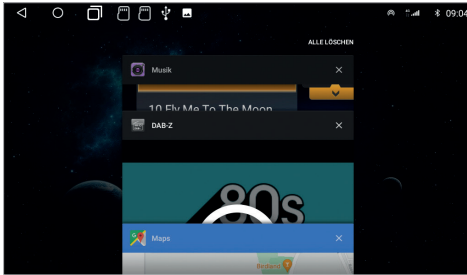 09:04
ALLE LÖSCHEN
Musik
10 Fly Me To The Moon
DAB-Z
80s
Maps